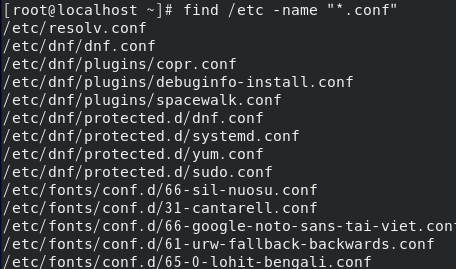 [root@localhost ~]# find /etc -name "*.conf"
/etc/resolv.conf
/etc/dnf/dnf.conf
/etc/dnf/plugins/copr.conf
/etc/dnf/plugins/debuginfo-install.conf
/etc/dnf/plugins/spacewalk.conf
/etc/dnf/protected.d/dnf.conf
/etc/dnf/protected.d/systemd.conf
/etc/dnf/protected.d/yum.conf
/etc/dnf/protected.d/sudo.conf
/etc/fonts/conf.d/66-sil-nuosu.conf
/etc/fonts/conf.d/31-cantarell.conf
/etc/fonts/conf.d/66-google-noto-sans-tai-viet.conf
/etc/fonts/conf.d/61-urw-fallback-backwards.conf
/etc/fonts/conf.d/65-0-lohit-bengali.conf